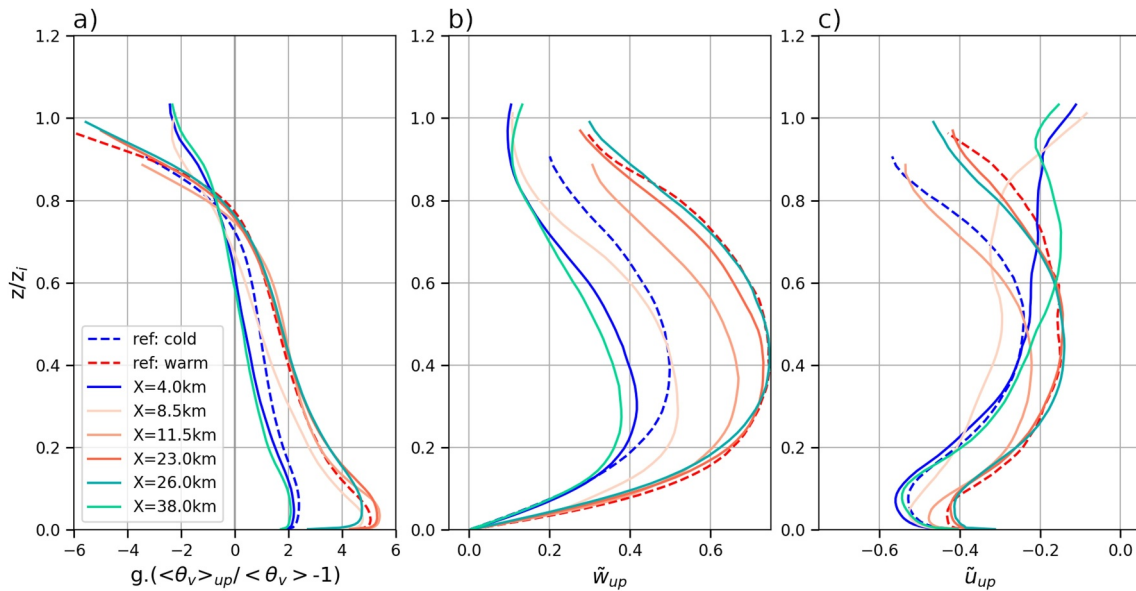 a)
b)
c)
1.2
1.0
0.8
0.6
0.4
0.2
0.0
z/z_i
ref: cold
ref: warm
X=4.0km
X=8.5km
X=11.5km
X=23.0km
X=26.0km
X=38.0km
−6 −4 −2 0 2 4 6
g.(<θ_v>_up/<θ_v>-1)
1.2
1.0
0.8
0.6
0.4
0.2
0.0
0.0 0.2 0.4 0.6
w̃_up
1.2
1.0
0.8
0.6
0.4
0.2
0.0
−0.6 −0.4 −0.2 0.0
ũ_up